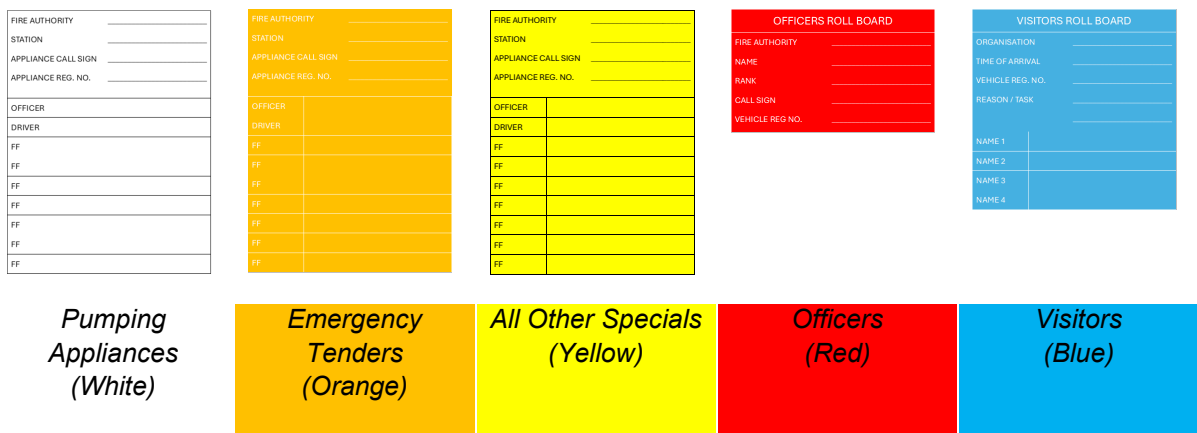 FIRE AUTHORITY
STATION
APPLIANCE CALL SIGN
APPLIANCE REG. NO.
OFFICER
DRIVER
FF
FF
FF
FF
FF
FF
FF
FIRE AUTHORITY
STATION
APPLIANCE CALL SIGN
APPLIANCE REG. NO.
OFFICER
DRIVER
FF
FF
FF
FF
FF
FF
FF
FIRE AUTHORITY
STATION
APPLIANCE CALL SIGN
APPLIANCE REG. NO.
OFFICER
DRIVER
FF
FF
FF
FF
FF
FF
FF
OFFICERS ROLL BOARD
FIRE AUTHORITY
NAME
RANK
CALL SIGN
VEHICLE REG NO.
VISITORS ROLL BOARD
ORGANISATION
TIME OF ARRIVAL
VEHICLE REG. NO.
REASON / TASK
NAME 1
NAME 2
NAME 3
NAME 4
Pumping
Appliances
(White)
Emergency
Tenders
(Orange)
All Other Specials
(Yellow)
Officers
(Red)
Visitors
(Blue)